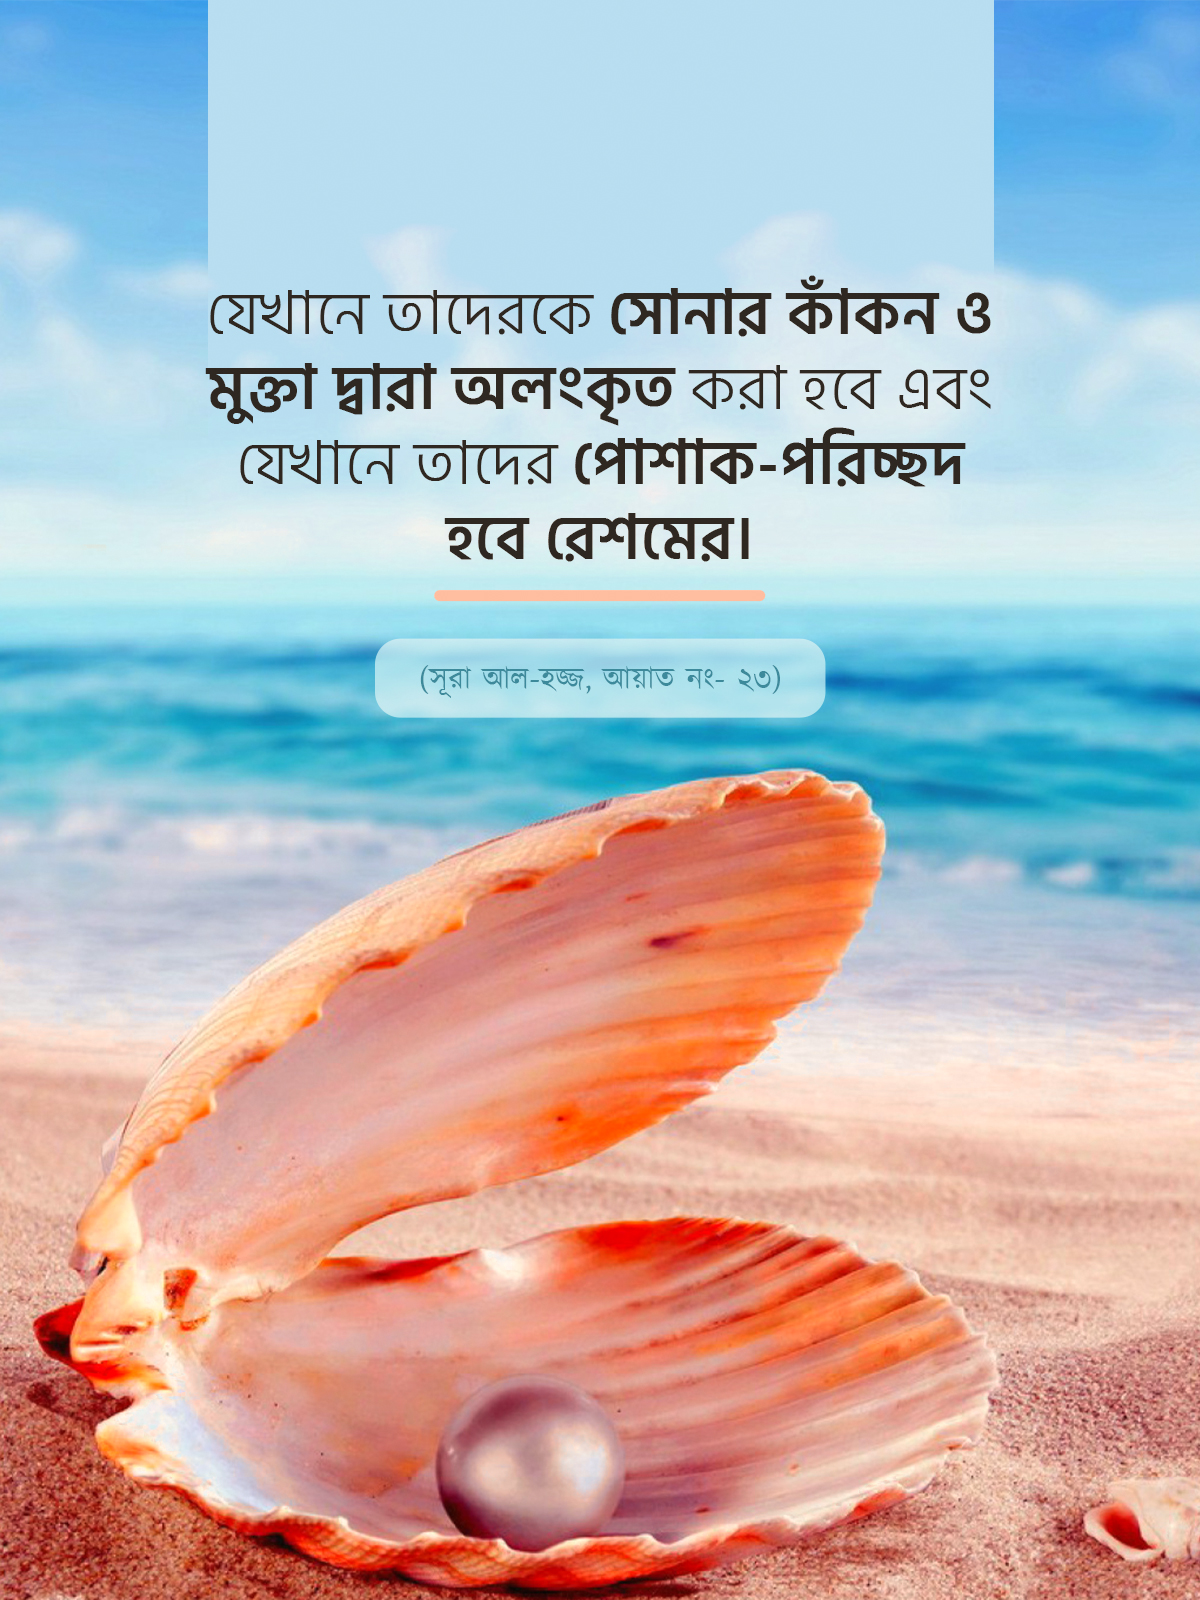 যেখানে তাদেরকে সোনার কাঁকন ও
মুক্তা দ্বারা অলংকৃত করা হবে এবং
যেখানে তাদের পোশাক-পরিচ্ছদ
হবে রেশমের।
(সূরা আল-হজ্জ, আয়াত নং- ২৩)